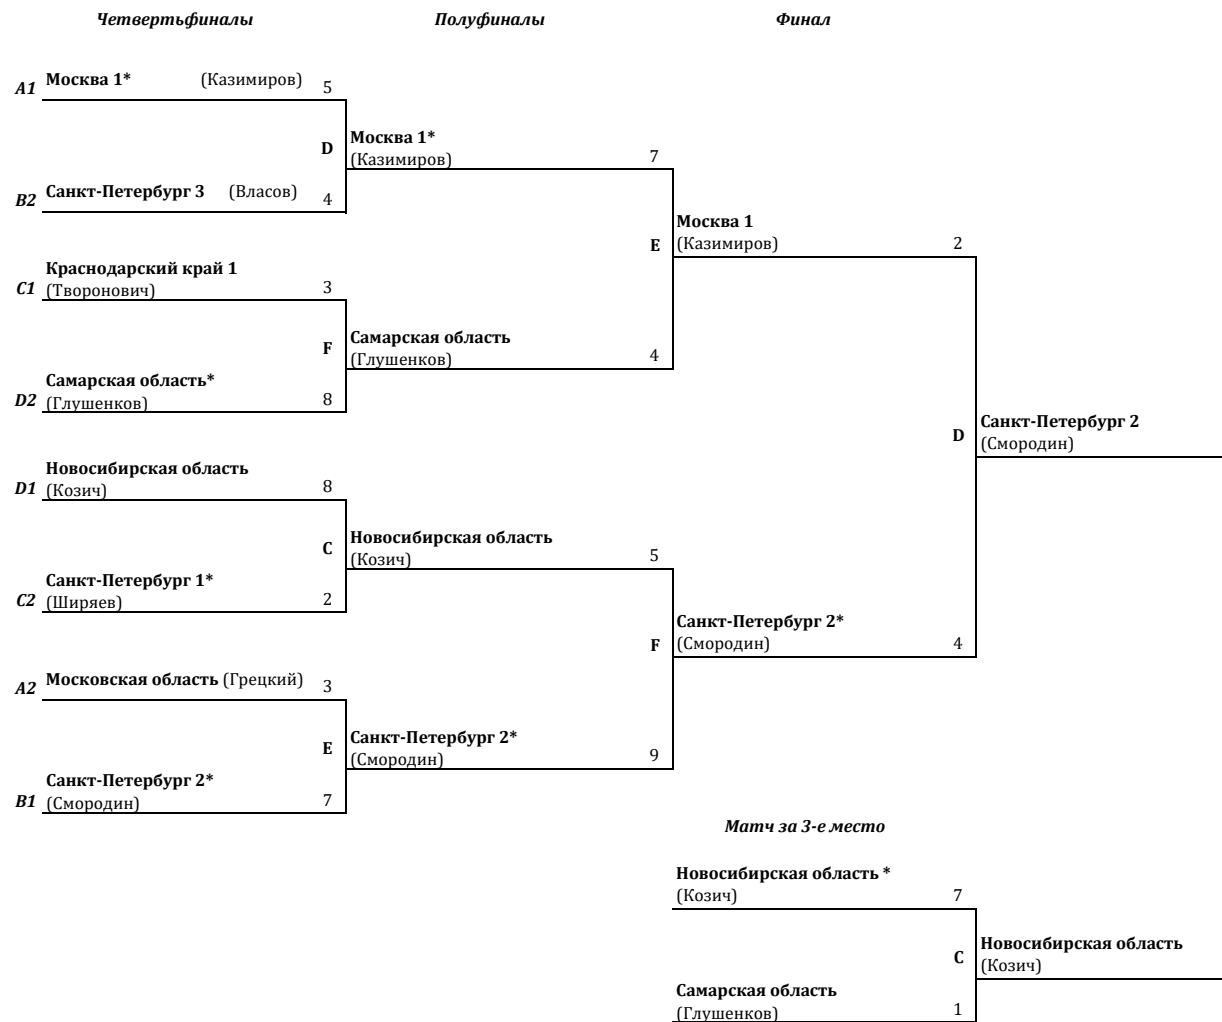 Четвертьфиналы Полуфиналы Финал
A1 Москва 1* (Казимиров) 5
D
Москва 1*
(Казимиров) 7
B2 Санкт-Петербург 3 (Власов) 4
E
Москва 1
(Казимиров) 2
Краснодарский край 1
C1 (Творонович) 3
F
Самарская область
(Глушенков) 4
Самарская область*
D2 (Глушенков) 8
D
Санкт-Петербург 2
(Смородин)
Новосибирская область
D1 (Козич) 8
C
Новосибирская область
(Козич) 5
Санкт-Петербург 1*
C2 (Ширяев) 2
F
Санкт-Петербург 2*
(Смородин) 4
A2 Московская область (Грецкий) 3
E
Санкт-Петербург 2*
(Смородин) 9
Санкт-Петербург 2*
B1 (Смородин) 7
Матч за 3-е место
Новосибирская область *
(Козич) 7
C
Новосибирская область
(Козич)
Самарская область
(Глушенков) 1